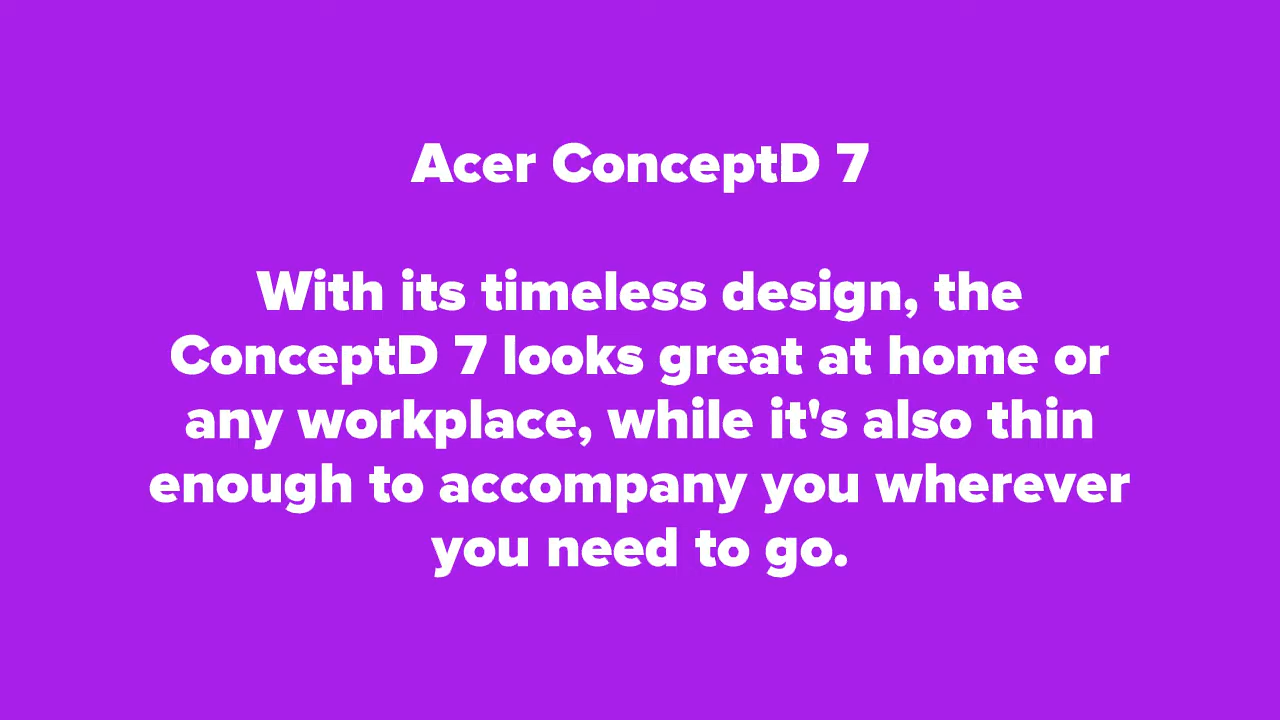 Acer ConceptD 7
With its timeless design, the
ConceptD 7 looks great at home or
any workplace, while it's also thin
enough to accompany you wherever
you need to go.